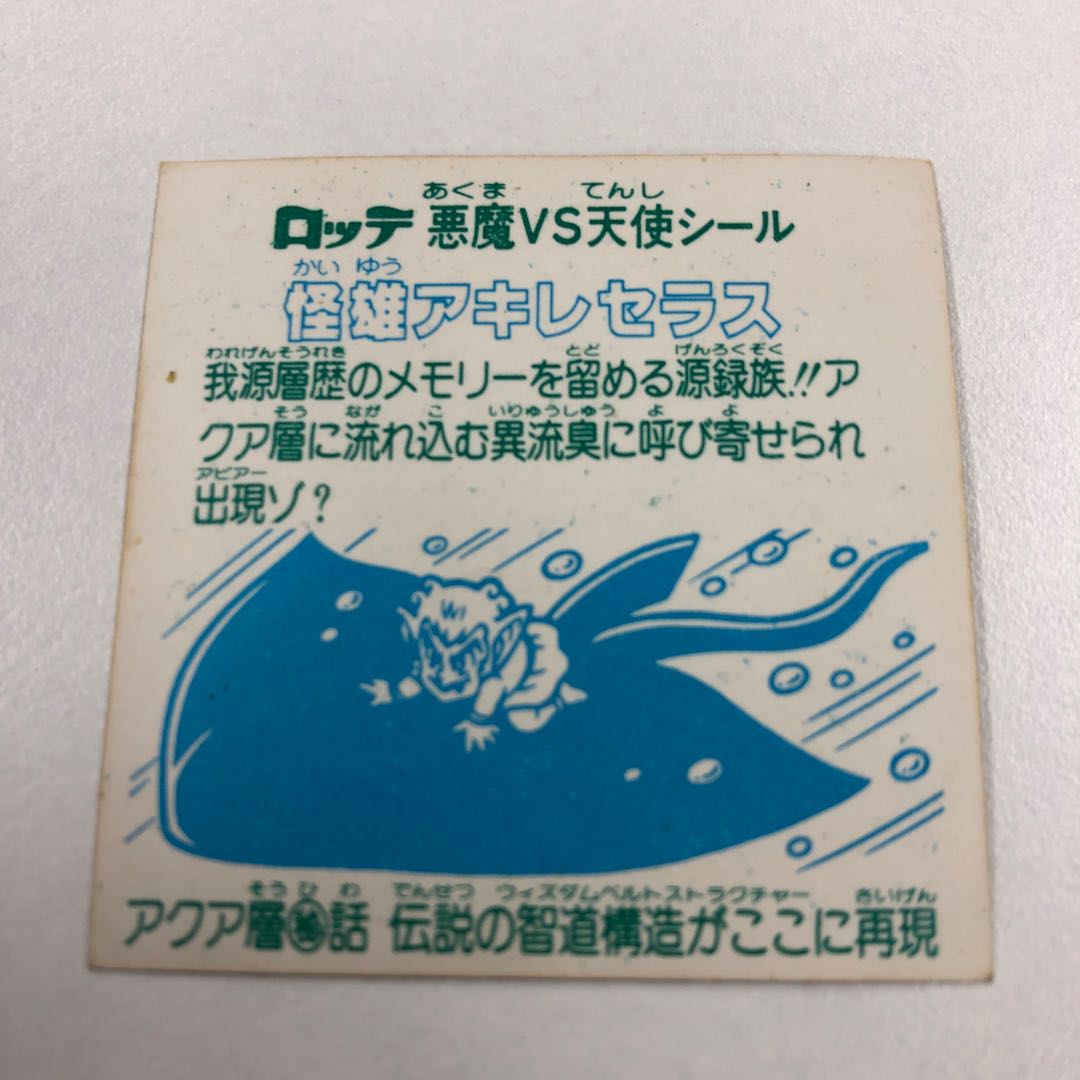 あくま てんし
ロッテ 悪魔VS天使シール
かい ゆう
怪雄アキレセラス
われげんそうれき とど げんろくぞく
我源層歴のメモリーを留める源録族!!ア
そう なが こ いりゅうしゅう よ よ
クア層に流れ込む異流臭に呼び寄せられ
アピアー
出現ゾ?
そう ひ わ でんせつ ウィズダムベルトストラクチャー さいげん
アクア層㊙話 伝説の智道構造がここに再現